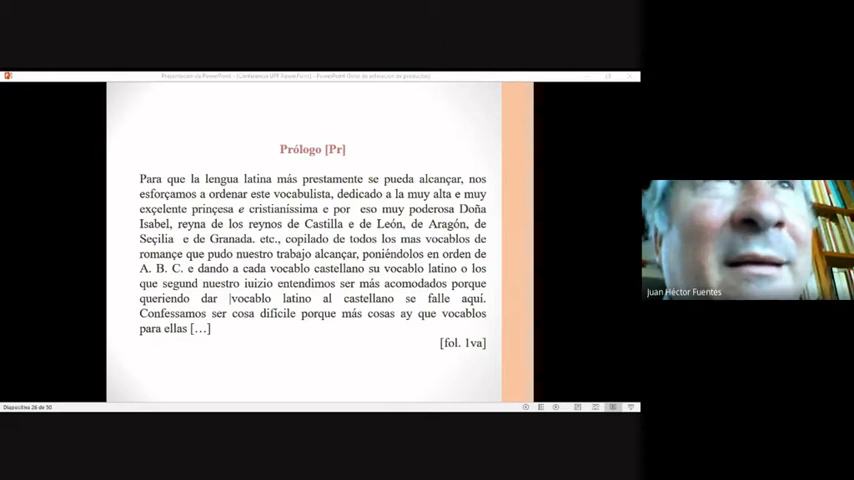 Presentación de PowerPoint - [Conferencia UPF
Prólogo [Pr]
Para que la lengua latina más prestamente se pueda alcançar, nos
esforçamos a ordenar este vocabulista, dedicado a la muy alta e muy
exçelente prinçesa e cristianíssima e por eso muy poderosa Doña
Isabel, reyna de los reynos de Castilla e de León, de Aragón, de
Seçilia e de Granada. etc., copilado de todos los mas vocablos de
romançe que pudo nuestro trabajo alcançar, poniéndolos en orden de
A. B. C. e dando a cada vocablo castellano su vocablo latino o los
que segund nuestro iuizio entendimos ser más acomodados porque
queriendo dar |vocablo latino al castellano se falle aquí.
Confessamos ser cosa difícile porque más cosas ay que vocablos
para ellas […]
[fol. 1va]
Juan Héctor Fuentes
Diapositiva 26 de 50